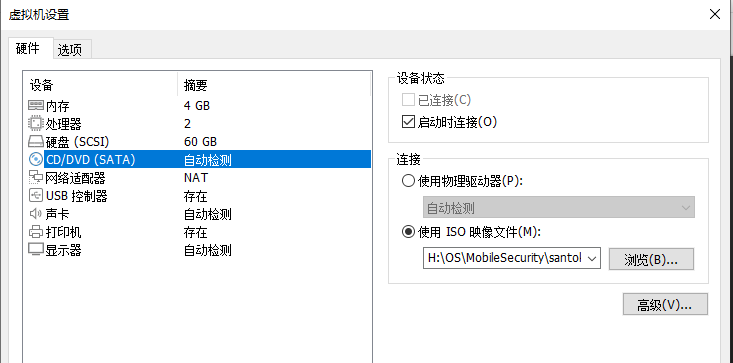 虚拟机设置
硬件 选项
设备 摘要
内存 4 GB
处理器 2
硬盘 (SCSI) 60 GB
CD/DVD (SATA) 自动检测
网络适配器 NAT
USB 控制器 存在
声卡 自动检测
打印机 存在
显示器 自动检测
设备状态
已连接(C)
启动时连接(O)
连接
使用物理驱动器(P):
自动检测
使用 ISO 映像文件(M):
H:\OS\MobileSecurity\santol 浏览(B)...
高级(V)...